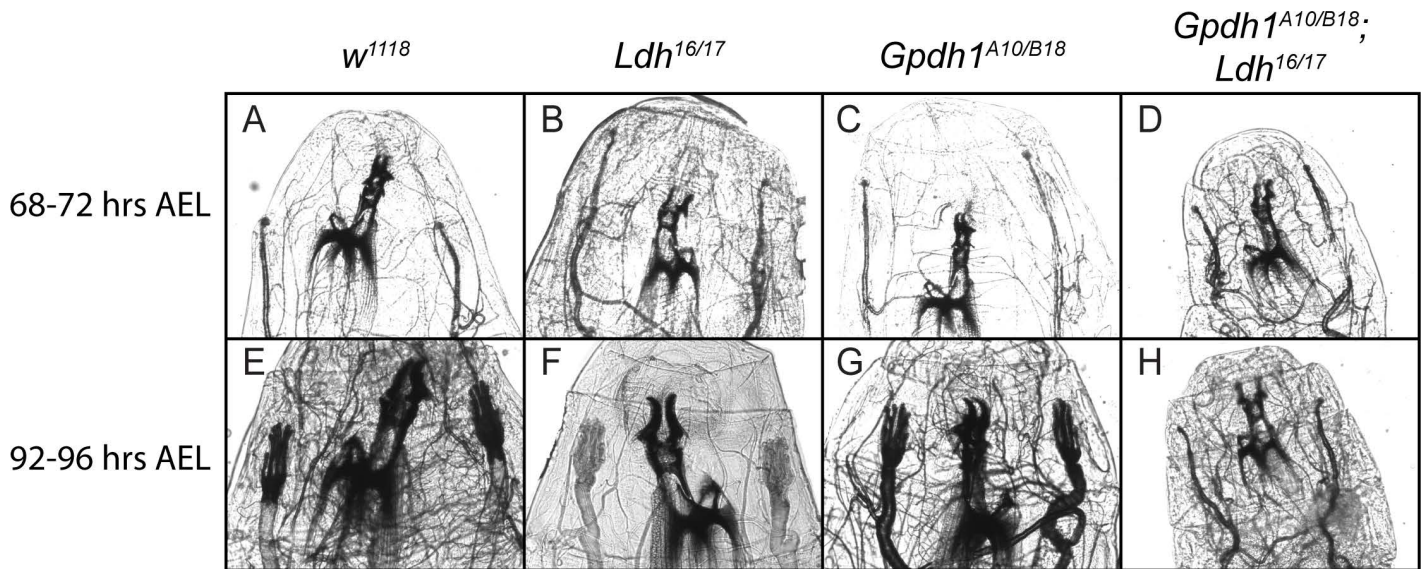 w1118
Ldh16/17
Gpdh1A10/B18
Gpdh1A10/B18;
Ldh16/17
A
B
C
D
68-72 hrs AEL
E
F
G
H
92-96 hrs AEL